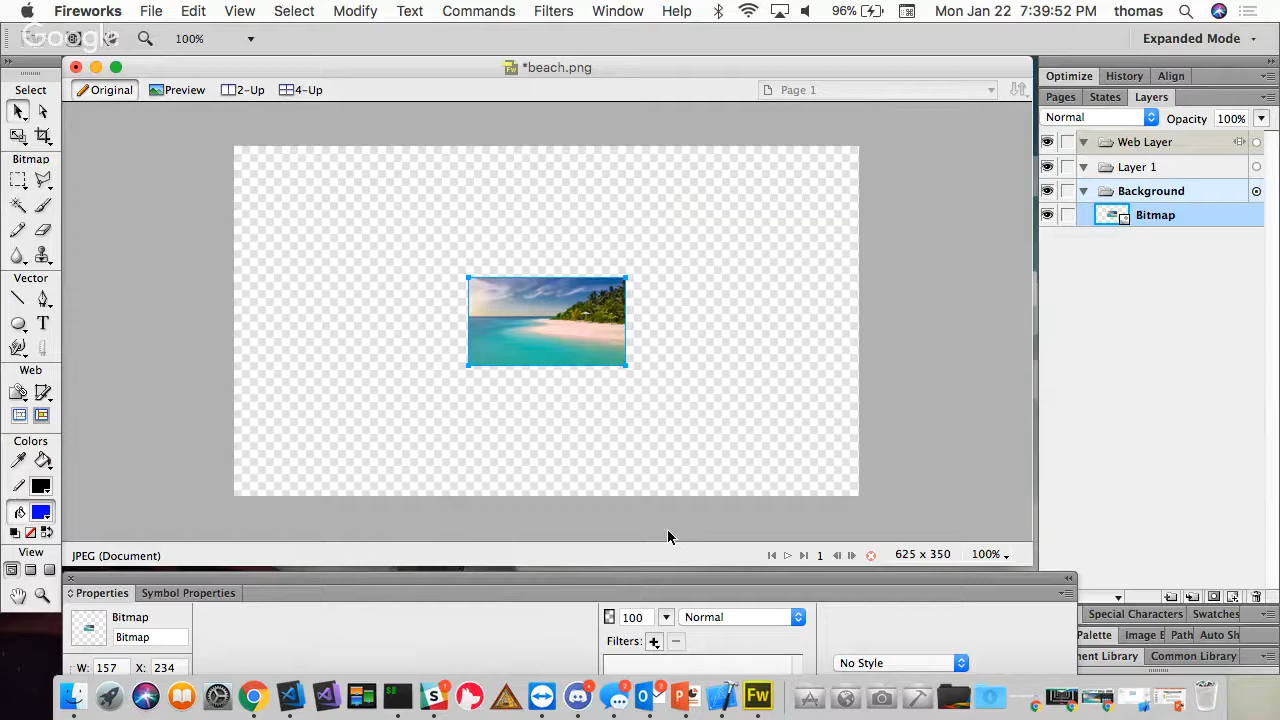 Fireworks File Edit View Select Modify Text Commands Filters Window Help 96% Mon Jan 22 7:39:52 PM thomas
Google 100% Expanded Mode
Fw *beach.png
Original Preview 2-Up 4-Up Page 1
Optimize History Align
Pages States Layers
Normal Opacity 100%
Web Layer
Layer 1
Background
Bitmap
Select
Bitmap
Vector
T
Web
Colors
View
JPEG (Document) 1 625 x 350 100%
Properties Symbol Properties
Bitmap
Bitmap
W: 157 X: 234
100 Normal
Filters:
No Style
Special Characters Swatches
Palette Image E Path Auto Sh
ent Library Common Library
Fw